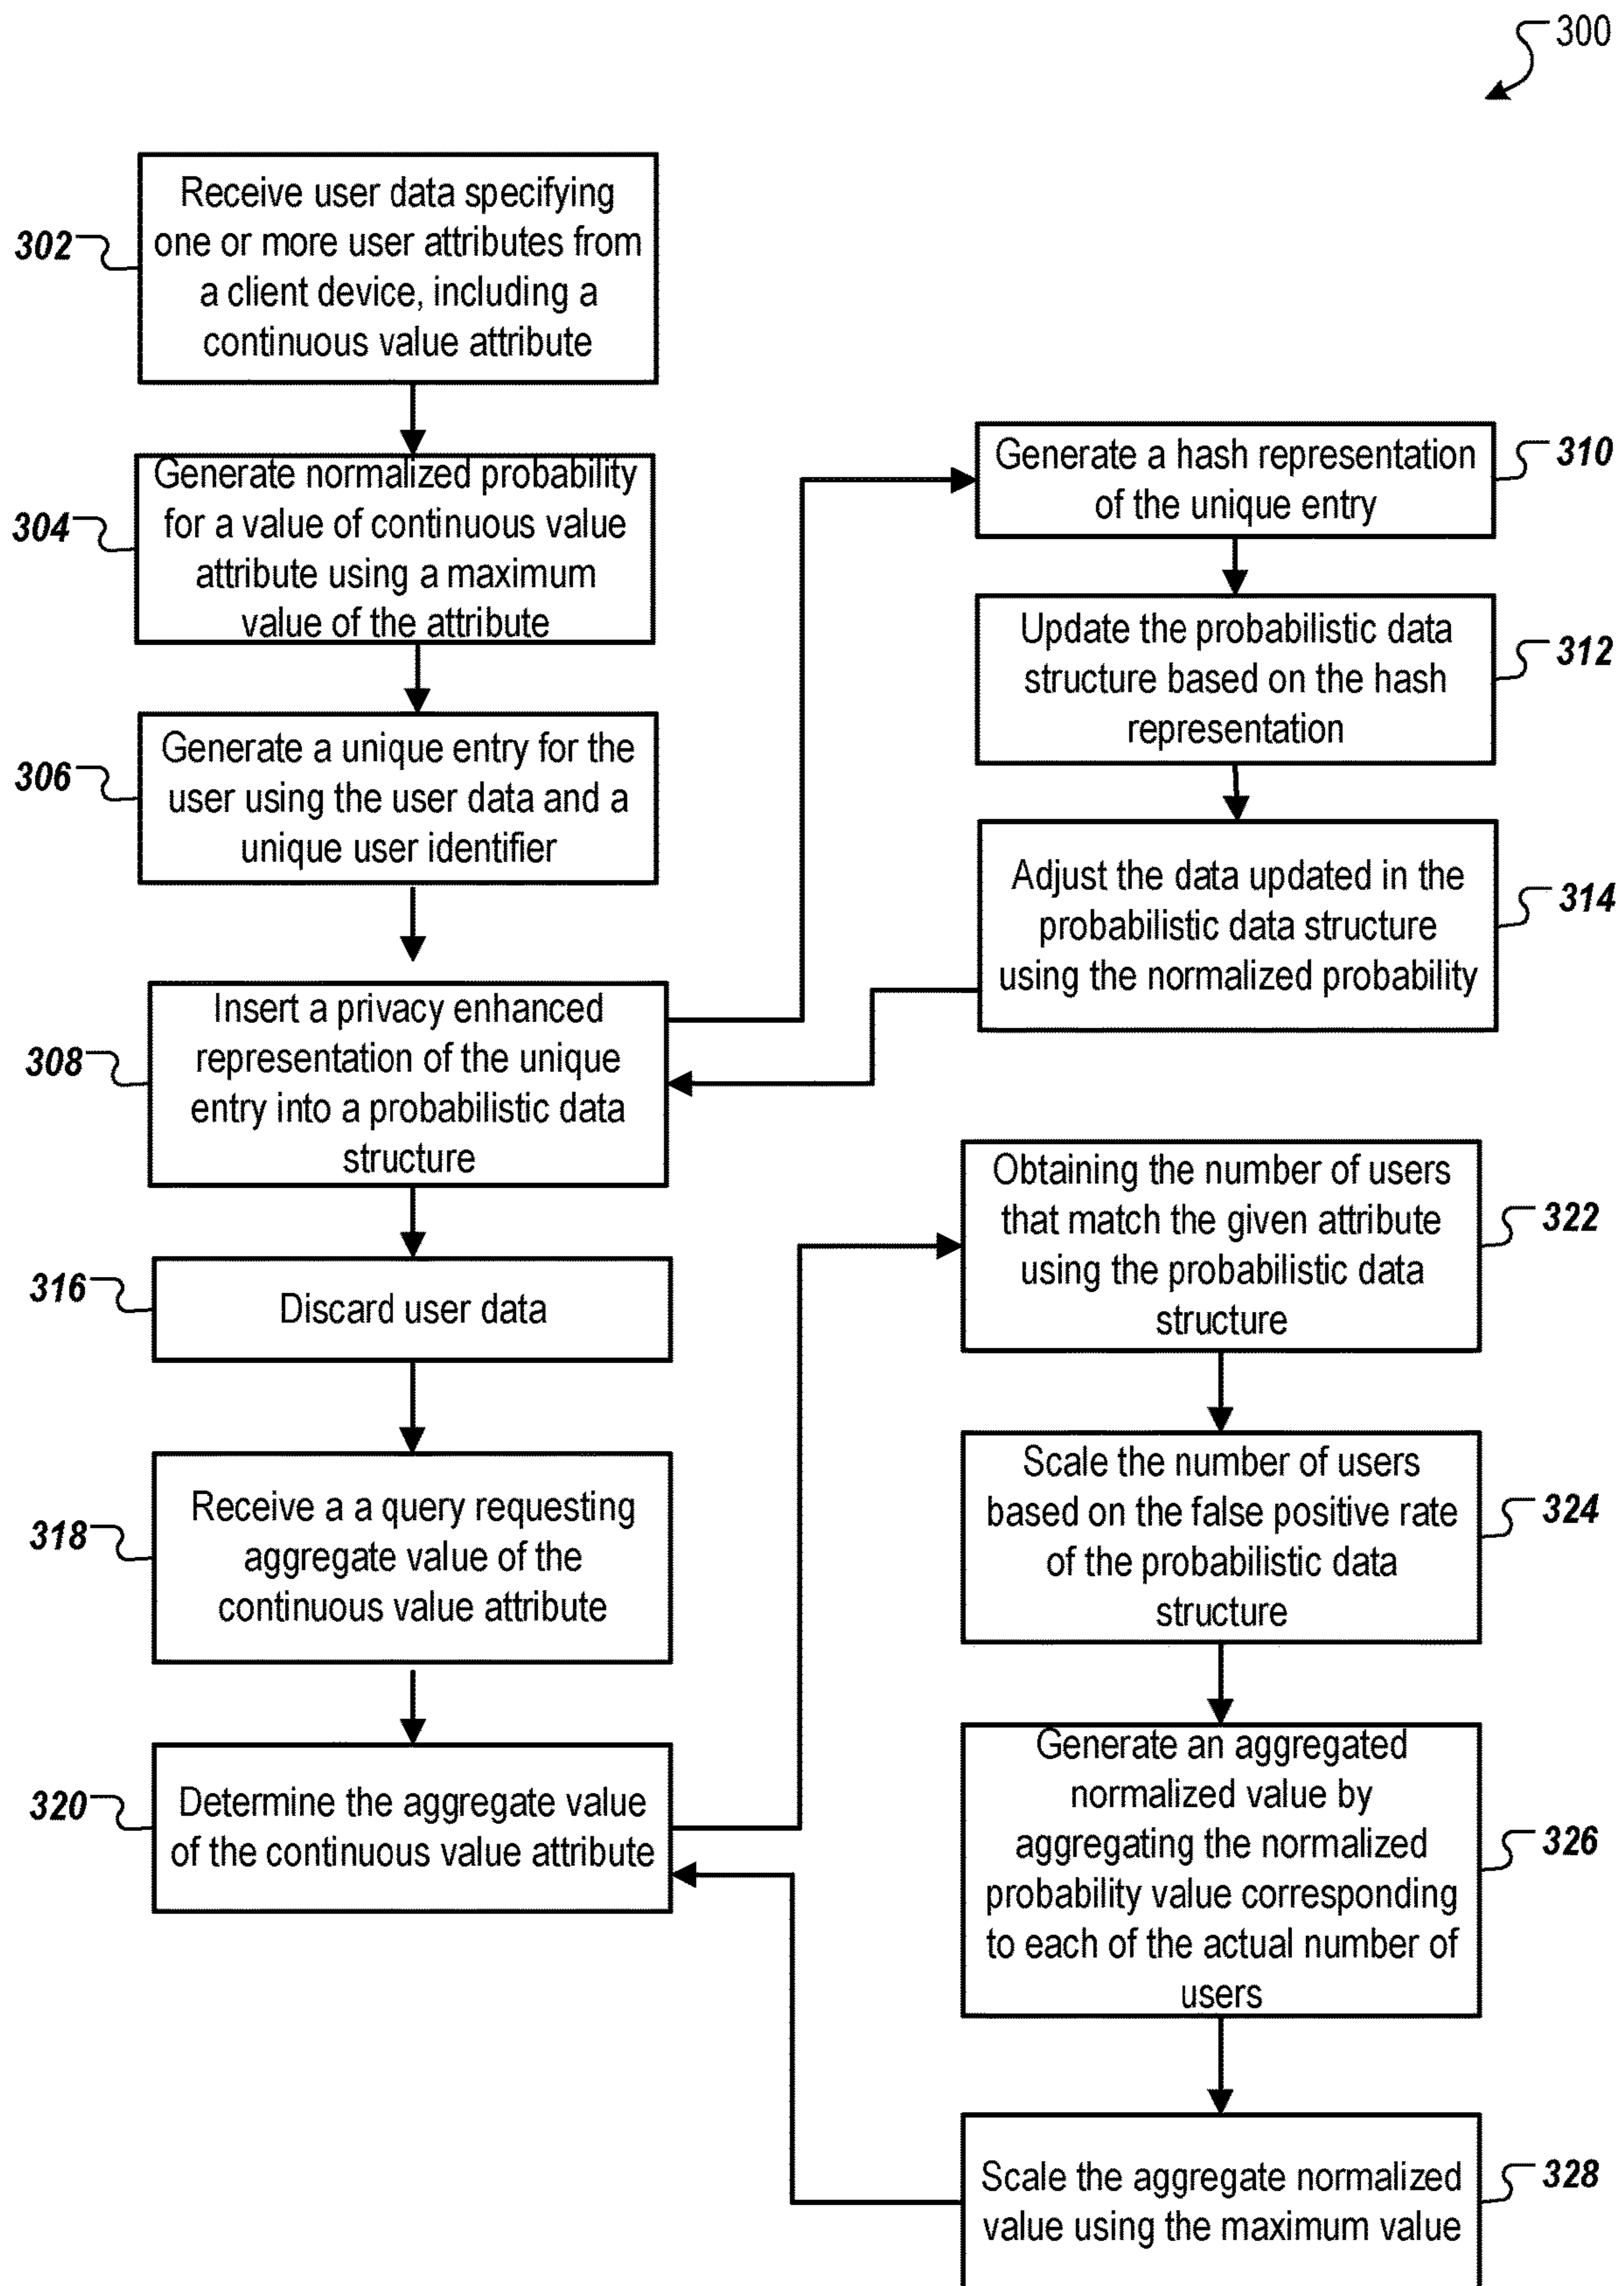 300
302
Receive user data specifying
one or more user attributes from
a client device, including a
continuous value attribute
304
Generate normalized probability
for a value of continuous value
attribute using a maximum
value of the attribute
306
Generate a unique entry for the
user using the user data and a
unique user identifier
308
Insert a privacy enhanced
representation of the unique
entry into a probabilistic data
structure
310
Generate a hash representation
of the unique entry
312
Update the probabilistic data
structure based on the hash
representation
314
Adjust the data updated in the
probabilistic data structure
using the normalized probability
316
Discard user data
318
Receive a a query requesting
aggregate value of the
continuous value attribute
320
Determine the aggregate value
of the continuous value attribute
322
Obtaining the number of users
that match the given attribute
using the probabilistic data
structure
324
Scale the number of users
based on the false positive rate
of the probabilistic data
structure
326
Generate an aggregated
normalized value by
aggregating the normalized
probability value corresponding
to each of the actual number of
users
328
Scale the aggregate normalized
value using the maximum value